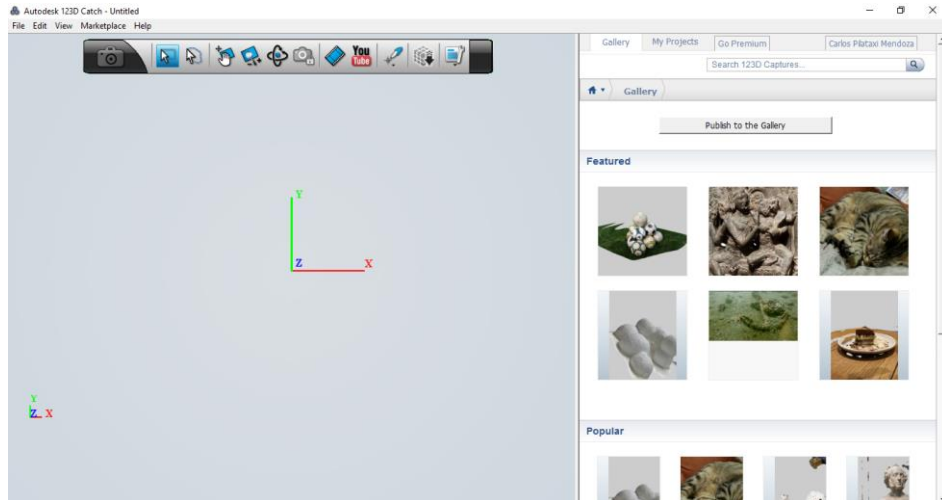 Autodesk 123D Catch - Untitled
File Edit View Marketplace Help
You
Tube
Gallery My Projects Go Premium Carlos Pilataxi Mendoza
Search 123D Captures...
Gallery
Publish to the Gallery
Featured
Y
Z X
Y
Z X
Popular